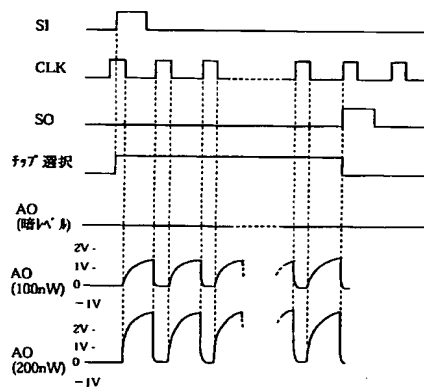 SI
CLK
SO
チップ選択
AO
(暗レベル)
2V -
AO 1V -
(100nW) 0
-1V
2V -
1V -
AO 0
(200nW)
-1V